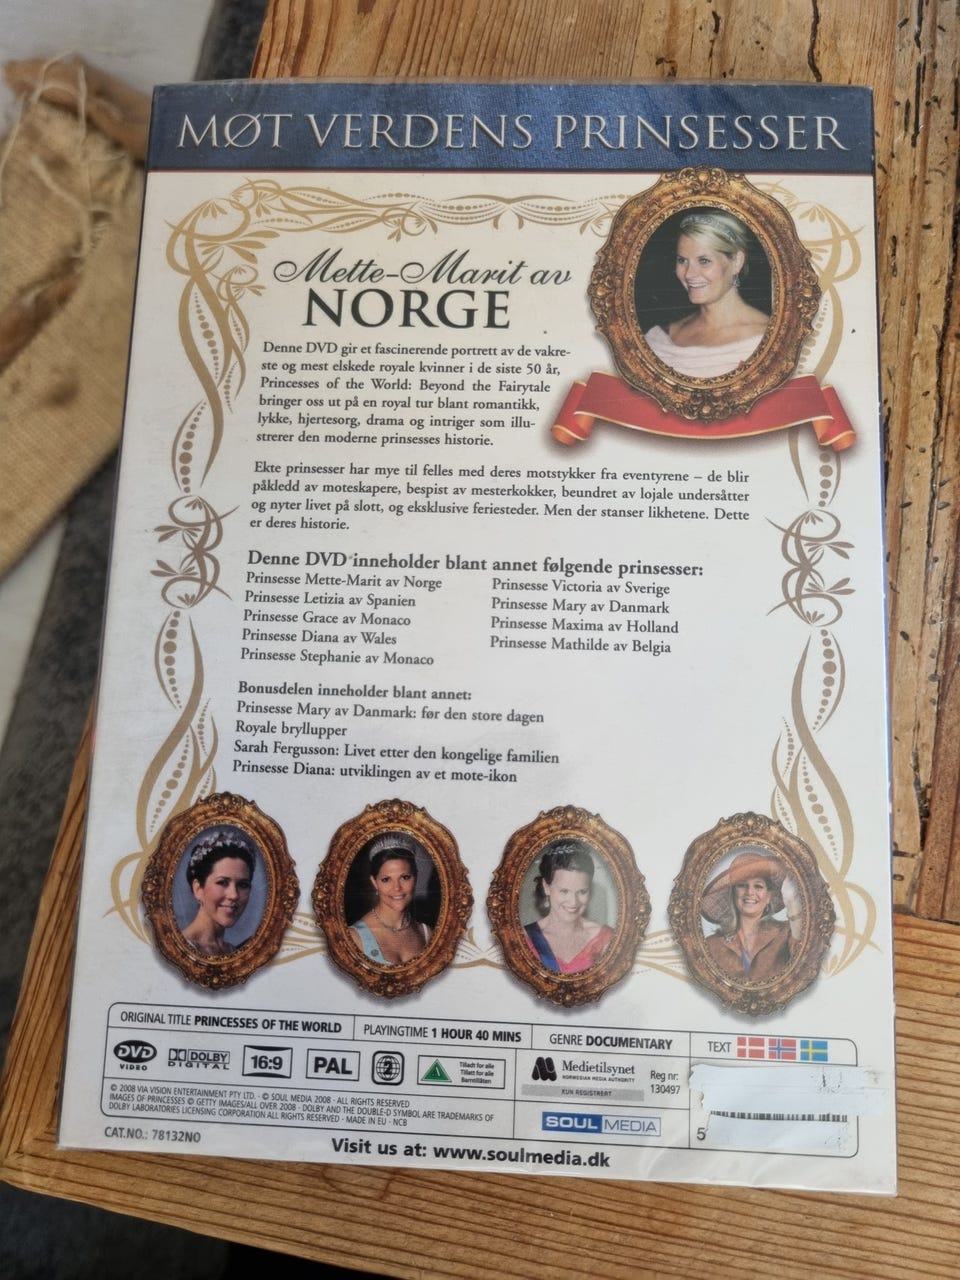 MØT VERDENS PRINSESSER
Mette-Marit av
NORGE
Denne DVD gir et fascinerende portrett av de vakre-
ste og mest elskede royale kvinner i de siste 50 år,
Princesses of the World: Beyond the Fairytale
bringer oss ut på en royal tur blant romantikk,
lykke, hjertesorg, drama og intriger som illu-
strerer den moderne prinsesses historie.
Ekte prinsesser har mye til felles med deres motstykker fra eventyrene – de blir
påkledd av moteskapere, bespist av mesterkokker, beundret av lojale undersåtter
og nyter livet på slott, og eksklusive feriesteder. Men der stanser likhetene. Dette
er deres historie.
Denne DVD inneholder blant annet følgende prinsesser:
Prinsesse Mette-Marit av Norge
Prinsesse Letizia av Spanien
Prinsesse Grace av Monaco
Prinsesse Diana av Wales
Prinsesse Stephanie av Monaco
Prinsesse Victoria av Sverige
Prinsesse Mary av Danmark
Prinsesse Maxima av Holland
Prinsesse Mathilde av Belgia
Bonusdelen inneholder blant annet:
Prinsesse Mary av Danmark: før den store dagen
Royale bryllupper
Sarah Fergusson: Livet etter den kongelige familien
Prinsesse Diana: utviklingen av et mote-ikon
ORIGINAL TITLE PRINCESSES OF THE WORLD
PLAYINGTIME 1 HOUR 40 MINS
GENRE DOCUMENTARY
TEXT
DVD
VIDEO
DOLBY
DIGITAL
16:9
PAL
2
Tilladt for alle
Tillatt for alle
Barntillåten
Medietilsynet
NORWEGIAN MEDIA AUTHORITY
KUN REGISTRERT
Reg nr:
130497
© 2008 VIA VISION ENTERTAINMENT PTY LTD. · © SOUL MEDIA 2008 · ALL RIGHTS RESERVED
IMAGES OF PRINCESSES © GETTY IMAGES/ALL OVER 2008 · DOLBY AND THE DOUBLE-D SYMBOL ARE TRADEMARKS OF
DOLBY LABORATORIES LICENSING CORPORATION ALL RIGHTS RESERVED · MADE IN EU · NCB
SOUL MEDIA
5
CAT.NO.: 78132NO
Visit us at: www.soulmedia.dk